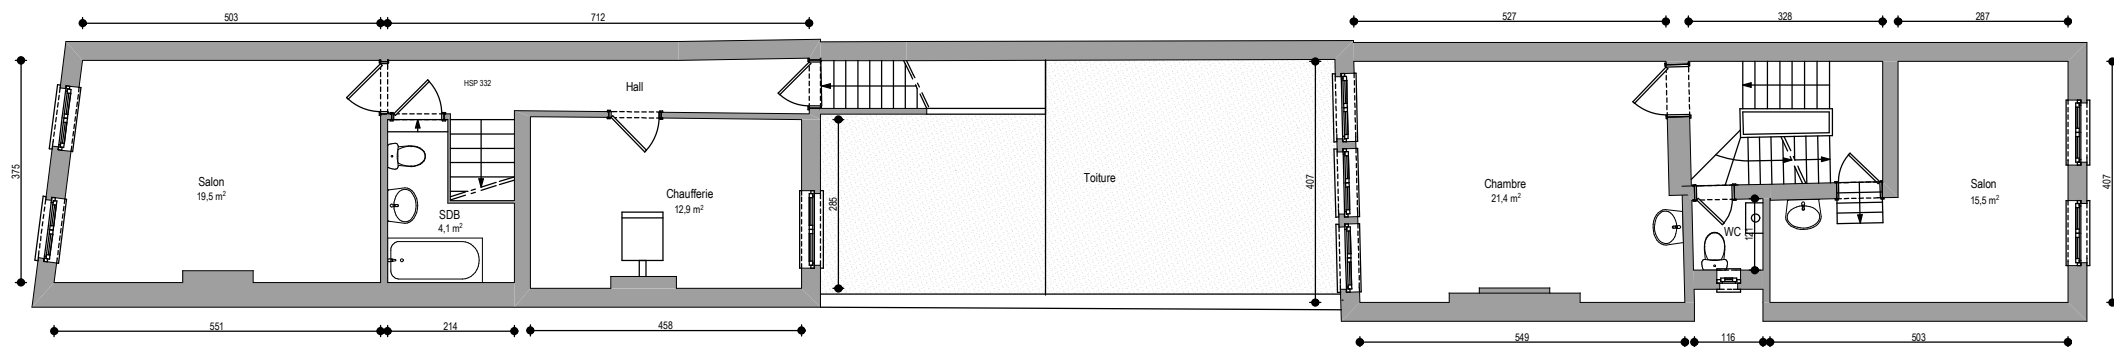 503
712
527
328
287
HSP 332
Hall
375
Salon
19,5 m²
SDB
4,1 m²
Chaufferie
12,9 m²
285
Toiture
407
Chambre
21,4 m²
WC
121
Salon
15,5 m²
407
551
214
458
549
116
503